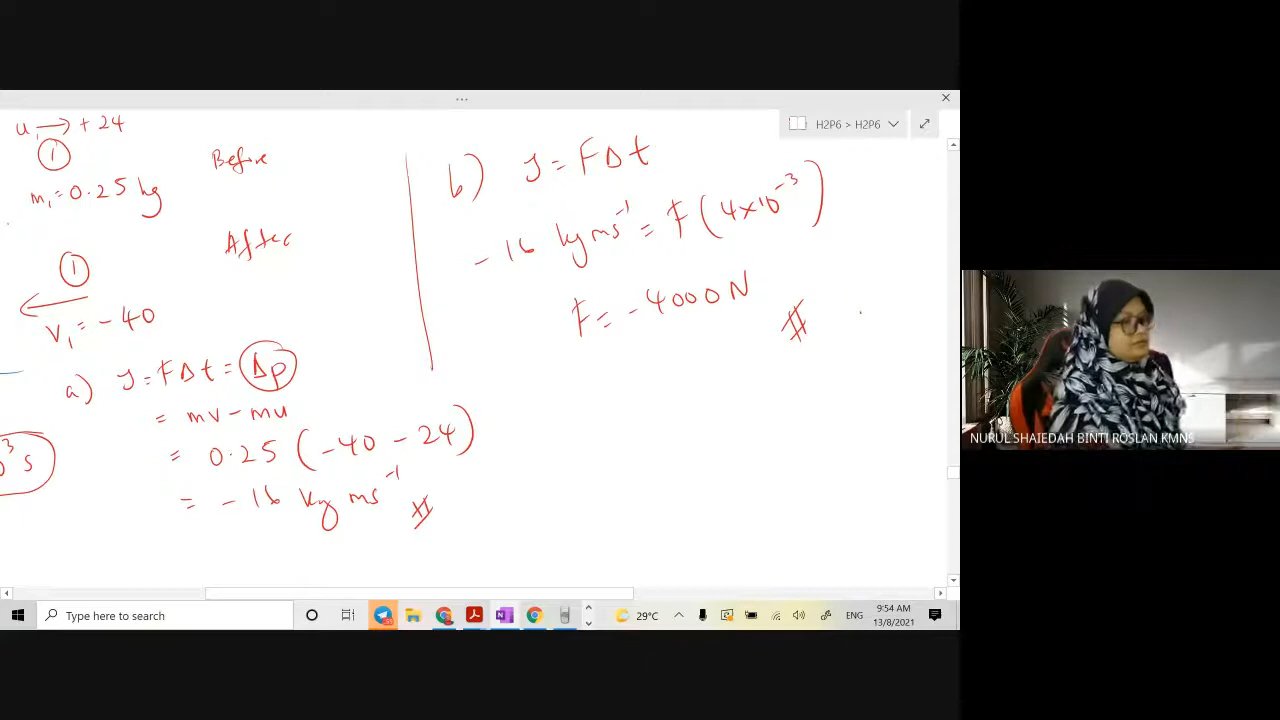 H2P6 > H2P6
u₁ → +24
①
m₁ = 0.25 kg
Before
After
①
v₁ = -40
a) J = FΔt = Δp
= mv - mu
= 0.25 (-40 - 24)
= -16 kg ms⁻¹ #
³ s
b) J = FΔt
-16 kg ms⁻¹ = F (4×10⁻³)
F = -4000 N
#
NURUL SHAIEDAH BINTI ROSLAN KMNS
Type here to search
29°C
ENG
9:54 AM
13/8/2021